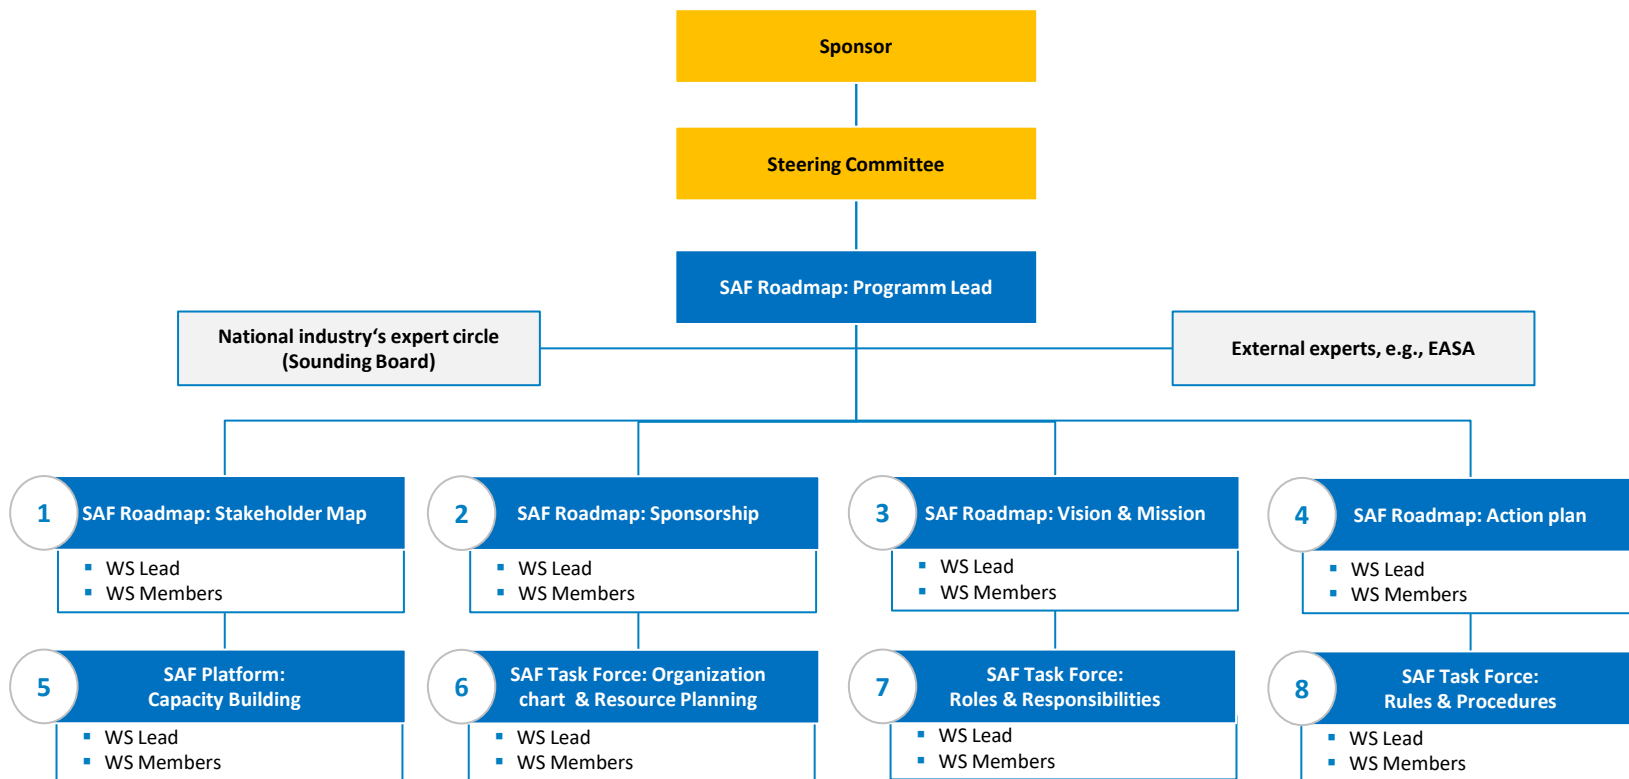 Sponsor
Steering Committee
SAF Roadmap: Programm Lead
National industry‘s expert circle
(Sounding Board)
External experts, e.g., EASA
1
SAF Roadmap: Stakeholder Map
WS Lead
WS Members
2
SAF Roadmap: Sponsorship
WS Lead
WS Members
3
SAF Roadmap: Vision & Mission
WS Lead
WS Members
4
SAF Roadmap: Action plan
WS Lead
WS Members
5
SAF Platform:
Capacity Building
WS Lead
WS Members
6
SAF Task Force: Organization
chart & Resource Planning
WS Lead
WS Members
7
SAF Task Force:
Roles & Responsibilities
WS Lead
WS Members
8
SAF Task Force:
Rules & Procedures
WS Lead
WS Members